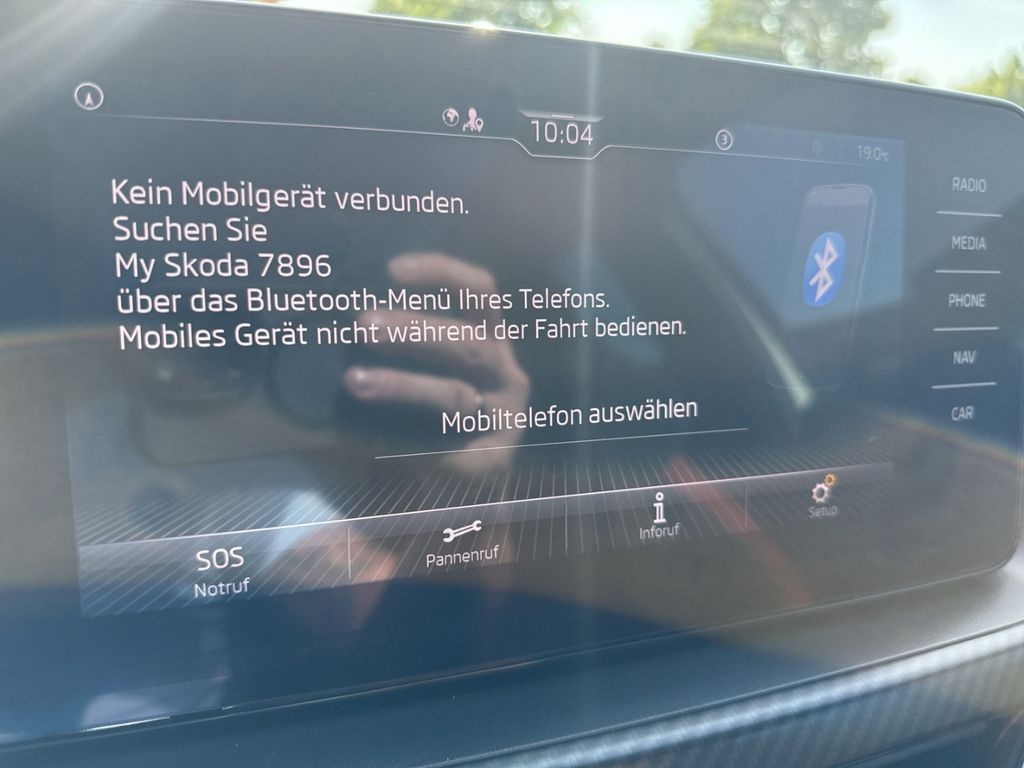 10:04
3
19.0°C
Kein Mobilgerät verbunden.
Suchen Sie
My Skoda 7896
über das Bluetooth-Menü Ihres Telefons.
Mobiles Gerät nicht während der Fahrt bedienen.
Mobiltelefon auswählen
SOS
Notruf
Pannenruf
i
Inforuf
Setup
RADIO
MEDIA
PHONE
NAV
CAR